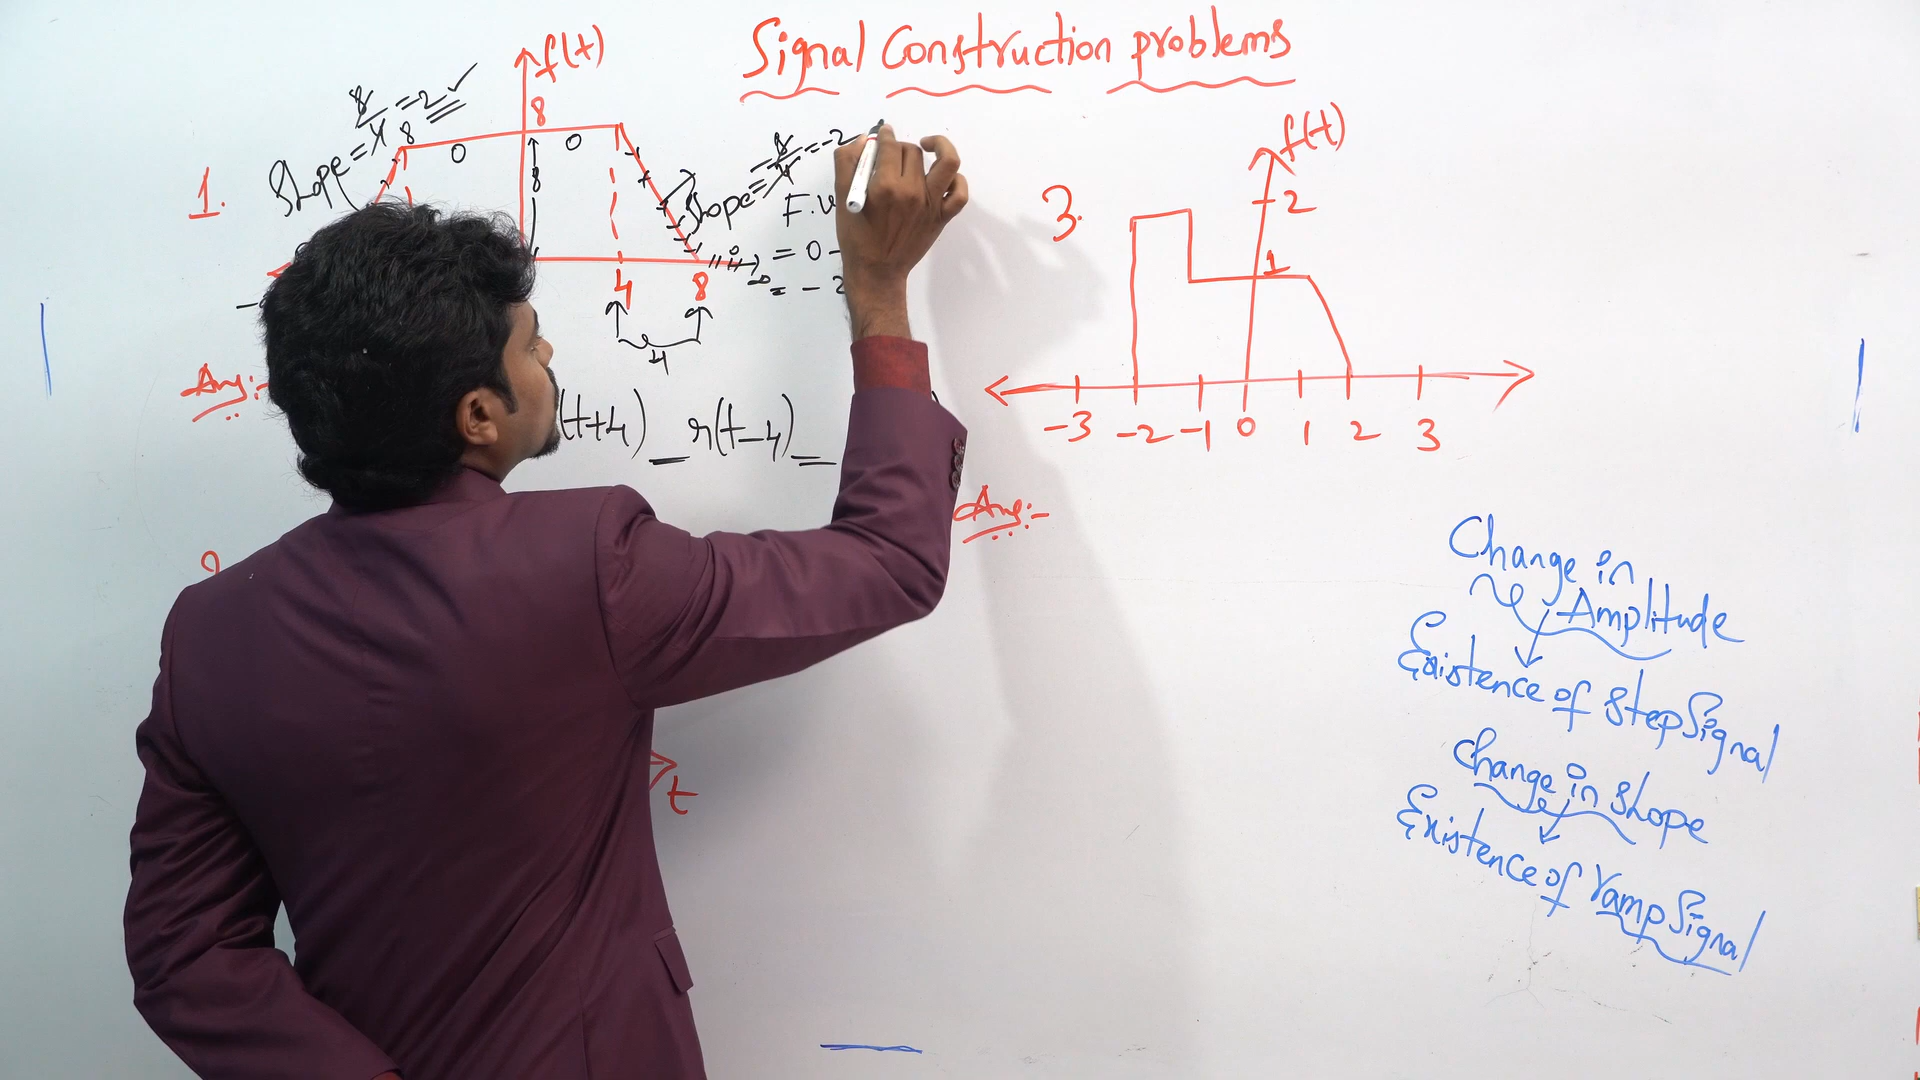 Signal Construction problems
1.
f(t)
8
8
0
0
8
Slope = 8/4 = 2 ✓
Slope = -8/4 = -2
= 0 -
= - 2
4
8
4
Ans:-
(t+4) - r(t-4) -
t
3.
f(t)
2
1
-3 -2 -1 0 1 2 3
Ans:-
Change in
Amplitude
Existence of Step Signal
Change in Slope
Existence of ramp Signal